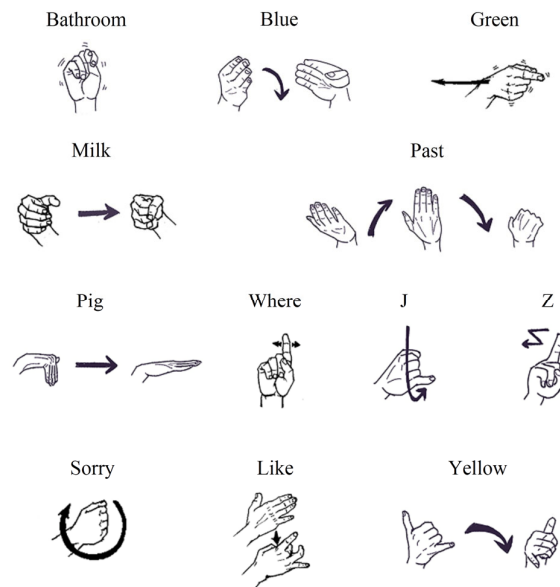 Bathroom
Blue
Green
Milk
Past
Pig
Where
J
Z
Sorry
Like
Yellow